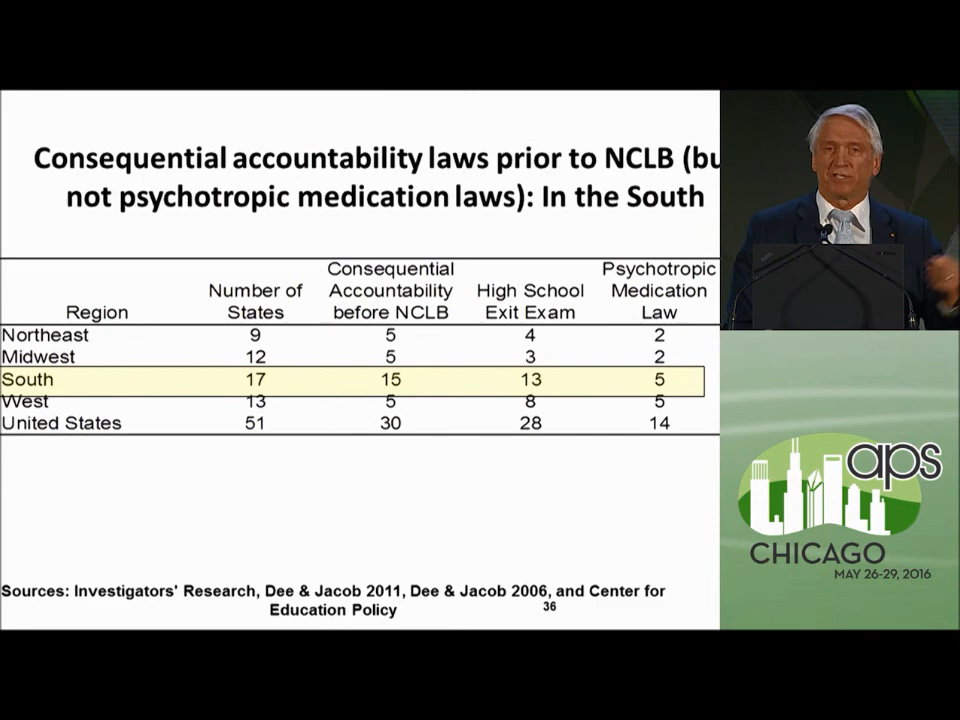 Consequential accountability laws prior to NCLB (bu
not psychotropic medication laws): In the South
Region Number of States Consequential Accountability before NCLB High School Exit Exam Psychotropic Medication Law
Northeast 9 5 4 2
Midwest 12 5 3 2
South 17 15 13 5
West 13 5 8 5
United States 51 30 28 14
Sources: Investigators' Research, Dee & Jacob 2011, Dee & Jacob 2006, and Center for
Education Policy 36
aps
CHICAGO
MAY 26-29, 2016